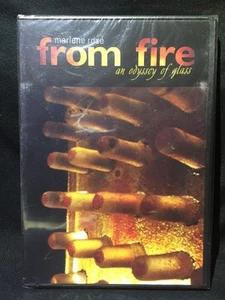 marlene rose
from fire
an odyssey of glass